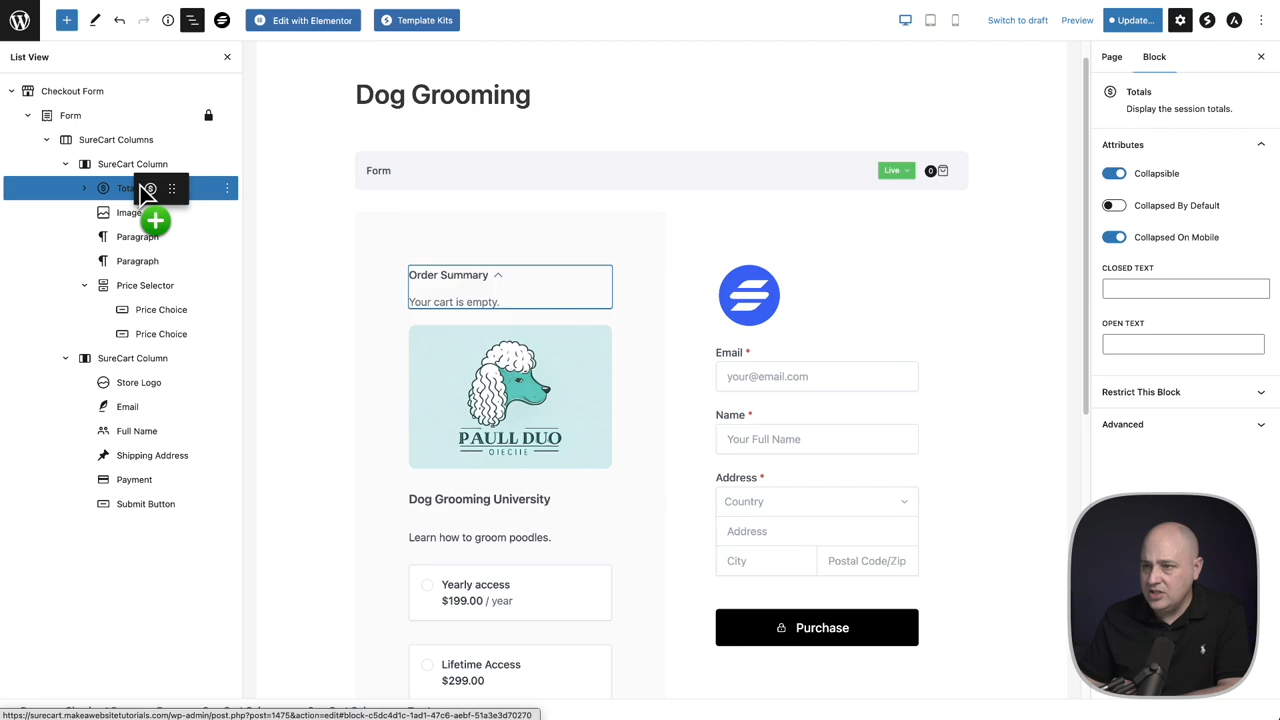 Edit with Elementor
Template Kits
Switch to draft
Preview
Update...
List View
Checkout Form
Form
SureCart Columns
SureCart Column
Image
Paragraph
Paragraph
Price Selector
Price Choice
Price Choice
SureCart Column
Store Logo
Email
Full Name
Shipping Address
Payment
Submit Button
Dog Grooming
Form
Live
0
Order Summary
Your cart is empty.
PAULL DUO
Dog Grooming University
Learn how to groom poodles.
Yearly access
$199.00 / year
Lifetime Access
$299.00
Email *
your@email.com
Name *
Your Full Name
Address *
Country
Address
City
Postal Code/Zip
Purchase
Page
Block
Totals
Display the session totals.
Attributes
Collapsible
Collapsed By Default
Collapsed On Mobile
CLOSED TEXT
OPEN TEXT
Restrict This Block
Advanced
https://surecart.makeawebsitetutorials.com/wp-admin/post.php?post=1475&action=edit#block-c5dc4d1c-1ad1-47c6-aebf-51a3e3d70270